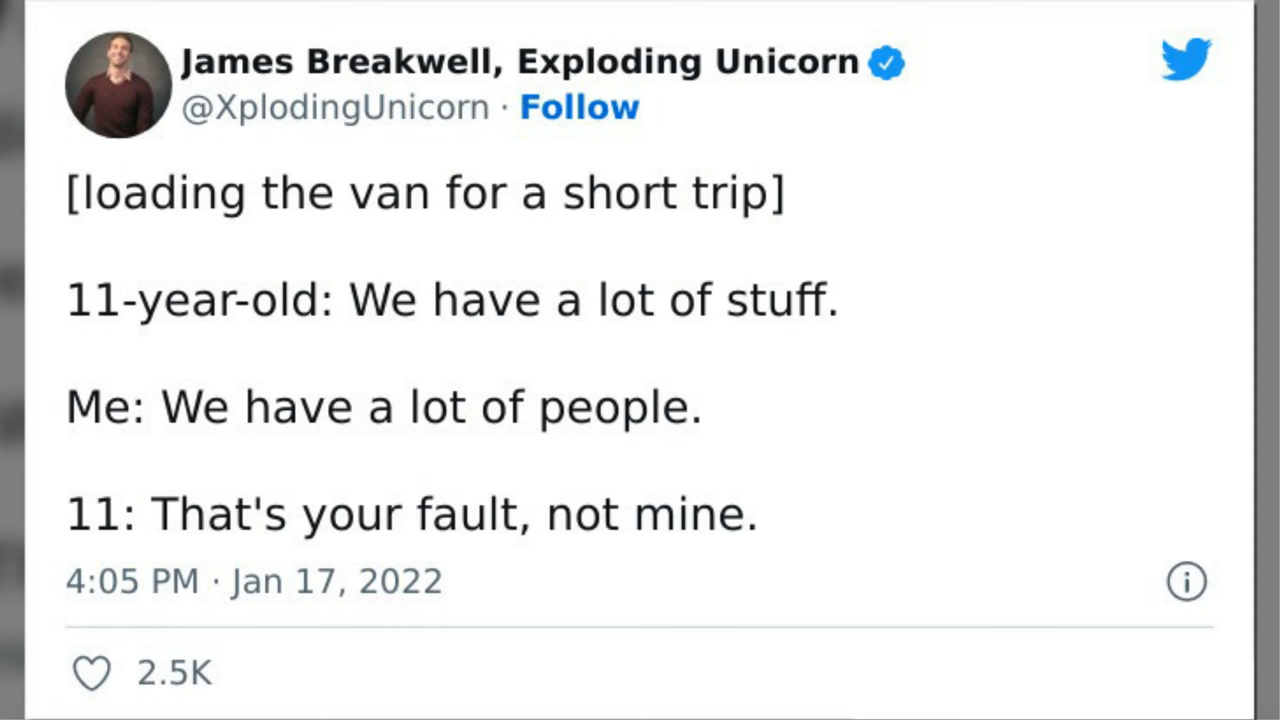 James Breakwell, Exploding Unicorn
@XplodingUnicorn · Follow
[loading the van for a short trip]
11-year-old: We have a lot of stuff.
Me: We have a lot of people.
11: That's your fault, not mine.
4:05 PM · Jan 17, 2022
2.5K